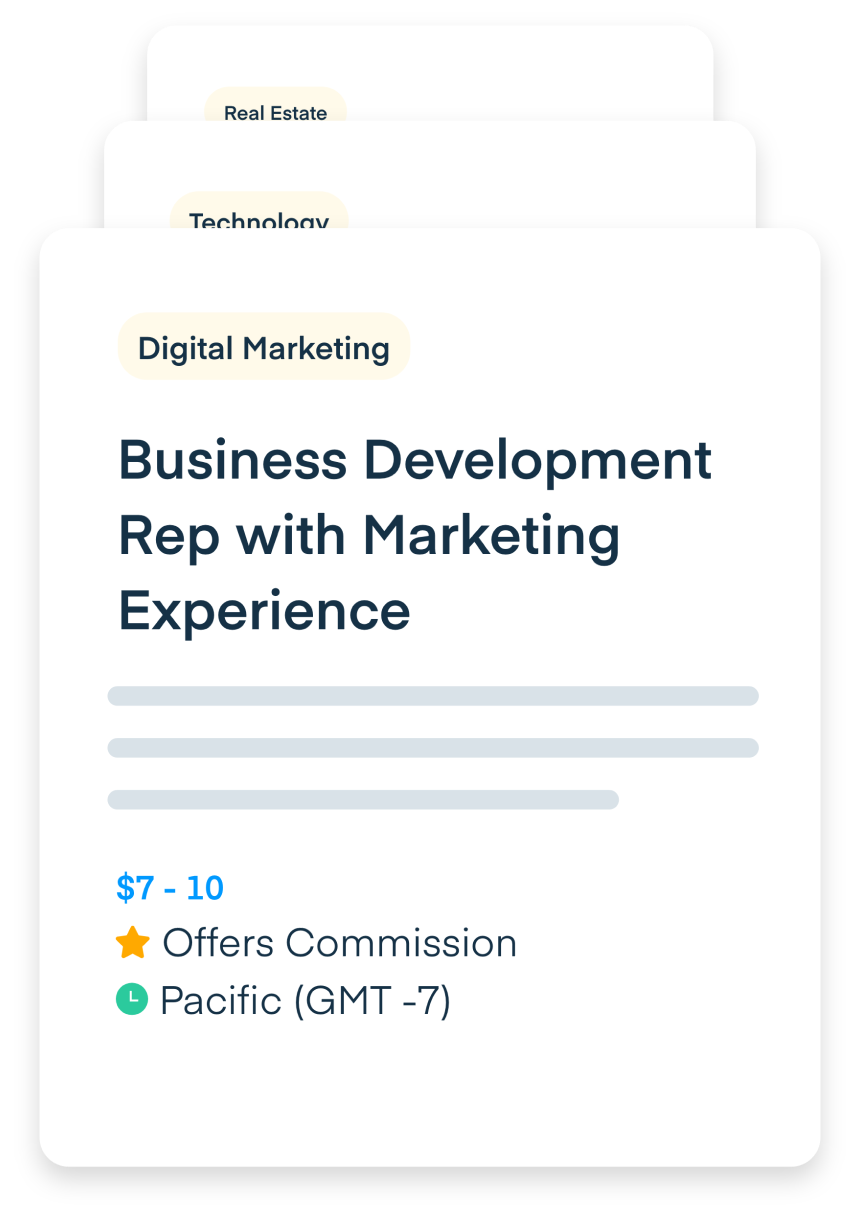 Real Estate
Technology
Digital Marketing
Business Development
Rep with Marketing
Experience
$7 - 10
Offers Commission
Pacific (GMT -7)